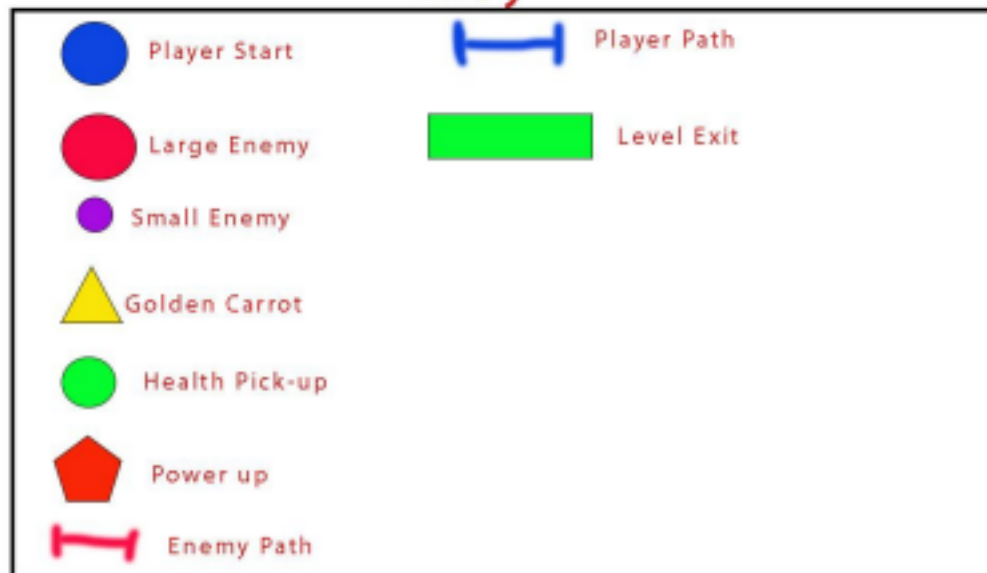 Player Start
Large Enemy
Small Enemy
Golden Carrot
Health Pick-up
Power up
Enemy Path
Player Path
Level Exit